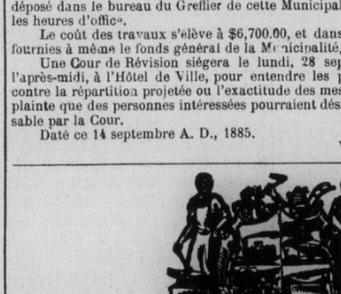 déposé dans le bureau du Greffier de cette Municipal
les heures d'office.
Le coût des travaux s'élève à $6,700.00, et dans
fournies à même le fonds général de la Municipalité,
Une Cour de Révision siégera le lundi, 28 sep
l'après-midi, à l'Hôtel de Ville, pour entendre les p
contre la répartition projetée ou l'exactitude des mes
plainte que des personnes intéressées pourraient dés
sable par la Cour.
Daté ce 14 septembre A. D., 1885.